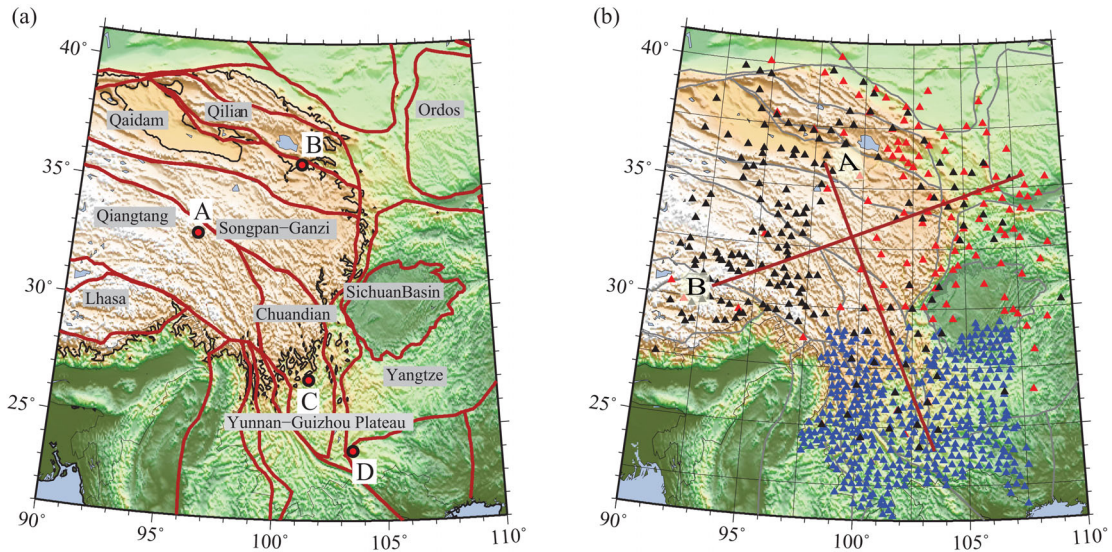 (a)
(b)
40°
35°
30°
25°
90°
95°
100
105
110
Qaidam
Qilian
Ordos
B
A
Qiangtang
Songpan-Ganzi
Lhasa
SichuanBasin
Chuandian
Yangtze
C
Yunnan-Guizhou Plateau
D
40°
35°
30°
25°
90°
95°
100
105
110
A
B